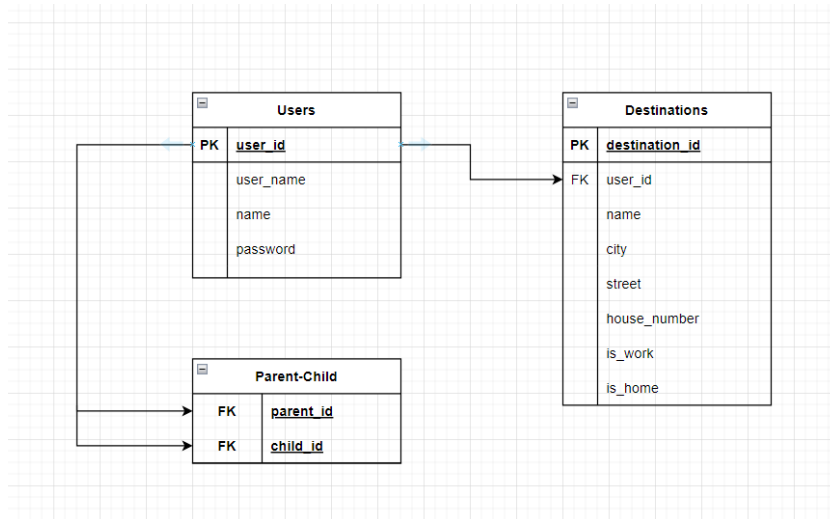 Users
PK user_id
user_name
name
password
Destinations
PK destination_id
FK user_id
name
city
street
house_number
is_work
is_home
Parent-Child
FK parent_id
FK child_id